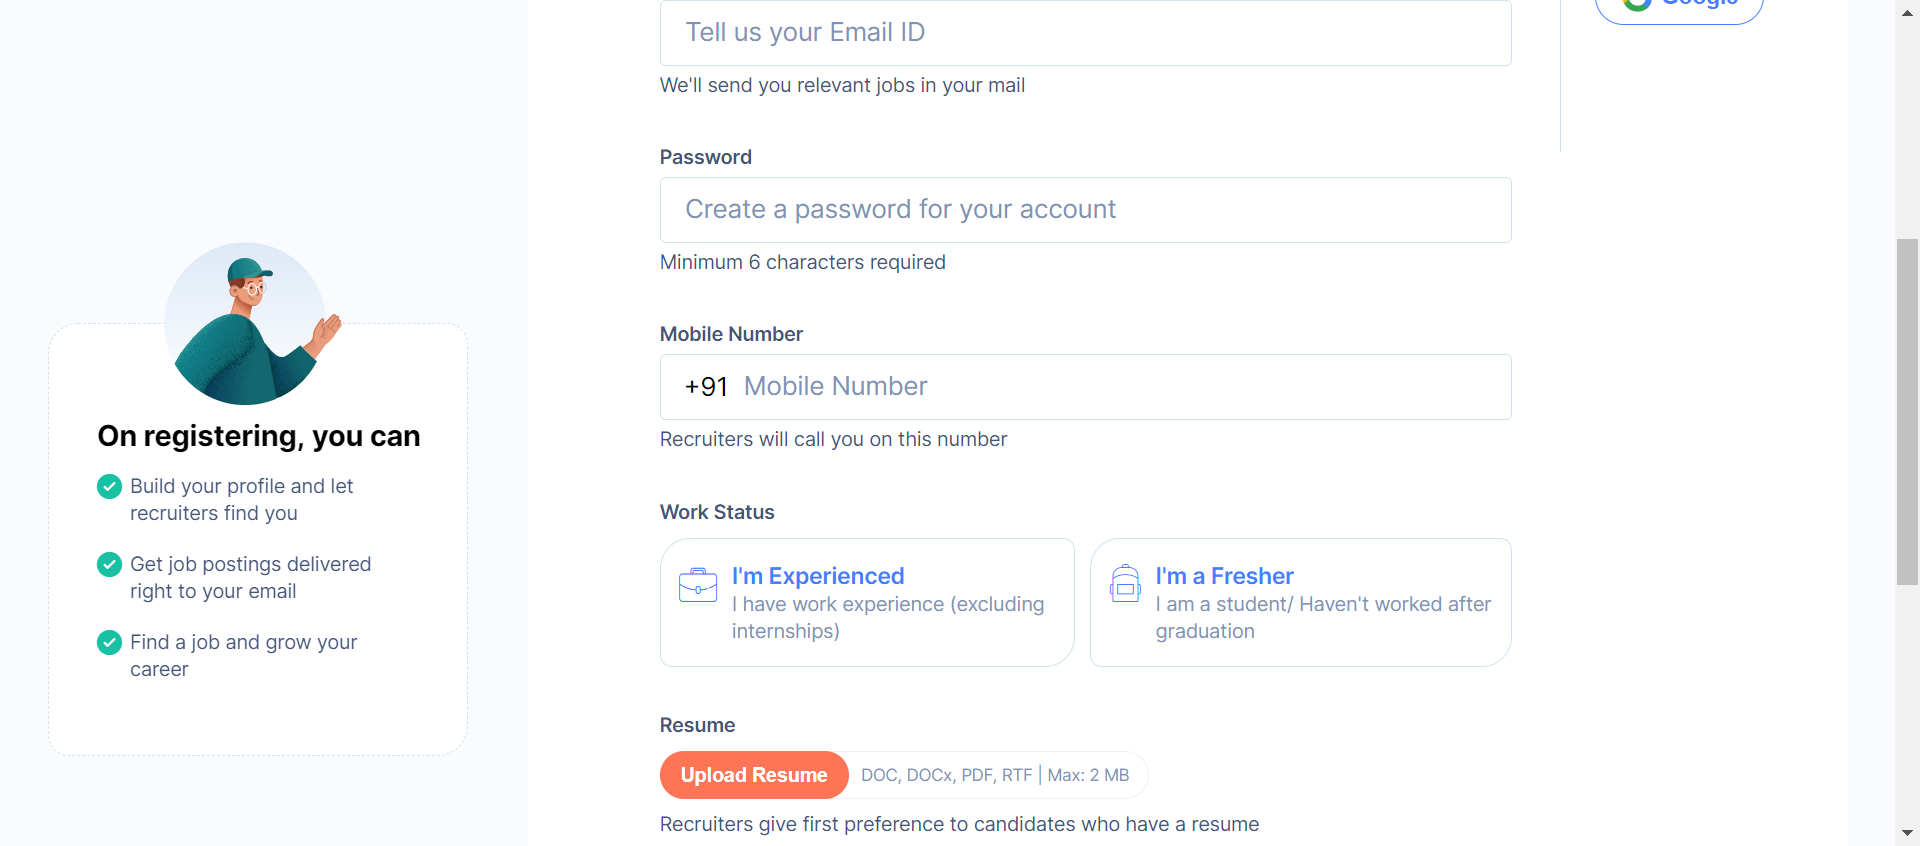 Google
Tell us your Email ID
We'll send you relevant jobs in your mail
Password
Create a password for your account
Minimum 6 characters required
Mobile Number
+91 Mobile Number
Recruiters will call you on this number
Work Status
I'm Experienced
I have work experience (excluding
internships)
I'm a Fresher
I am a student/ Haven't worked after
graduation
Resume
Upload Resume DOC, DOCx, PDF, RTF | Max: 2 MB
Recruiters give first preference to candidates who have a resume
On registering, you can
Build your profile and let
recruiters find you
Get job postings delivered
right to your email
Find a job and grow your
career